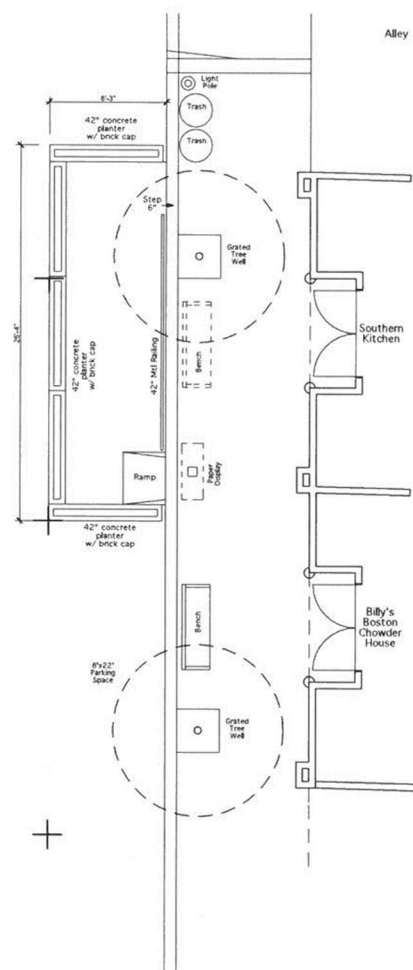 Alley
Light
Pole
Trash
Trash
8'-3"
42" concrete
planter
w/ brick cap
Step
6"
Grated
Tree
Well
26'-4"
42" concrete
planter
w/ brick cap
42" Mtl Railing
Bench
Southern
Kitchen
Ramp
Paper
Display
42" concrete
planter
w/ brick cap
Bench
Billy's
Boston
Chowder
House
8'x22'
Parking
Space
Grated
Tree
Well